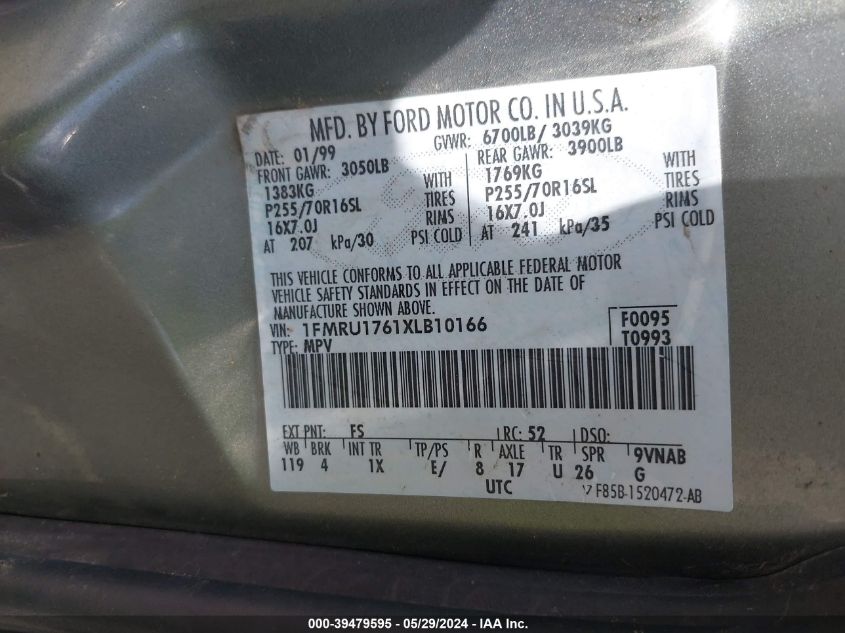 MFD. BY FORD MOTOR CO. IN U.S.A.
DATE: 01/99 GVWR: 6700LB/ 3039KG
FRONT GAWR: 3050LB REAR GAWR: 3900LB
1383KG WITH 1769KG WITH
P255/70R16SL TIRES P255/70R16SL TIRES
16X7.0J RIMS 16X7.0J RIMS
AT 207 kPa/30 PSI COLD AT 241 kPa/35 PSI COLD
THIS VEHICLE CONFORMS TO ALL APPLICABLE FEDERAL MOTOR
VEHICLE SAFETY STANDARDS IN EFFECT ON THE DATE OF
MANUFACTURE SHOWN ABOVE.
VIN: 1FMRU1761XLB10166 F0095
TYPE: MPV T0993
EXT PNT: FS RC: 52 DSO:
WB BRK INT TR TP/PS R AXLE TR SPR 9VNAB
119 4 1X E/ 8 17 U 26 G
UTC F85B-1520472-AB
000-39479595 - 05/29/2024 - IAA Inc.